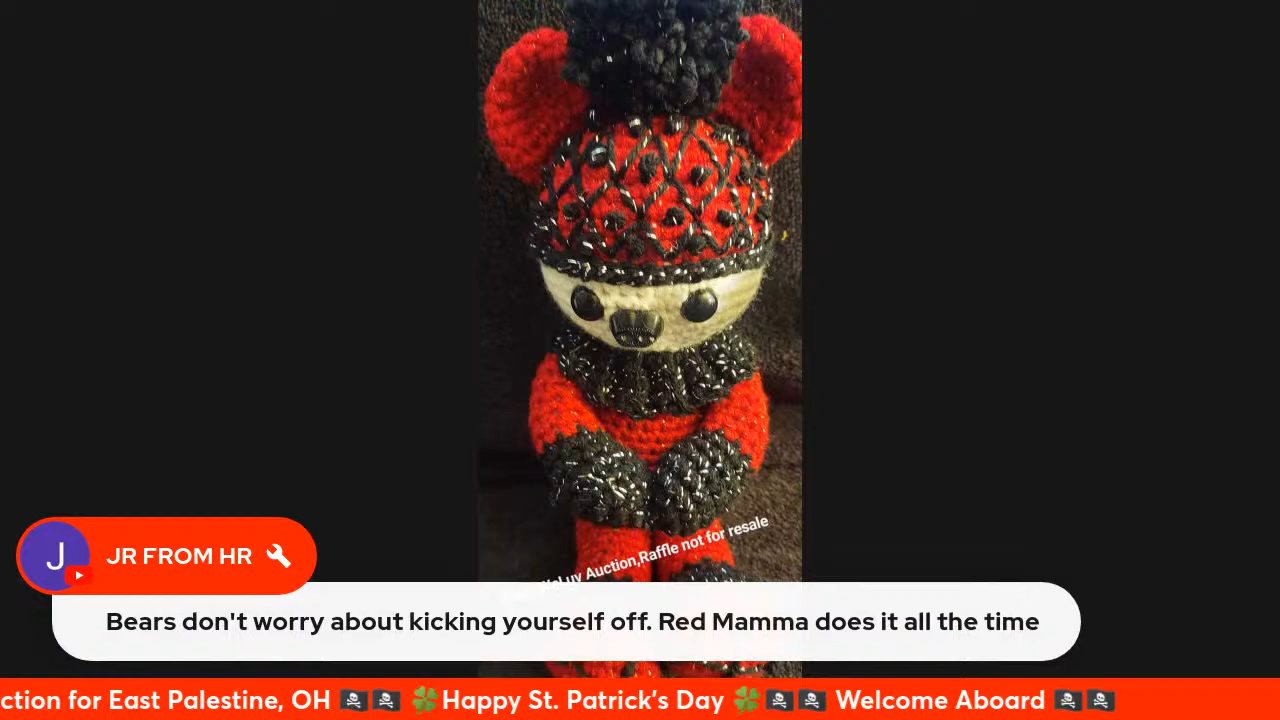 Auction,Raffle not for resale
J
JR FROM HR
Bears don't worry about kicking yourself off. Red Mamma does it all the time
ction for East Palestine, OH 🏴‍☠️🏴‍☠️ 🍀Happy St. Patrick's Day 🍀🏴‍☠️🏴‍☠️ Welcome Aboard 🏴‍☠️🏴‍☠️